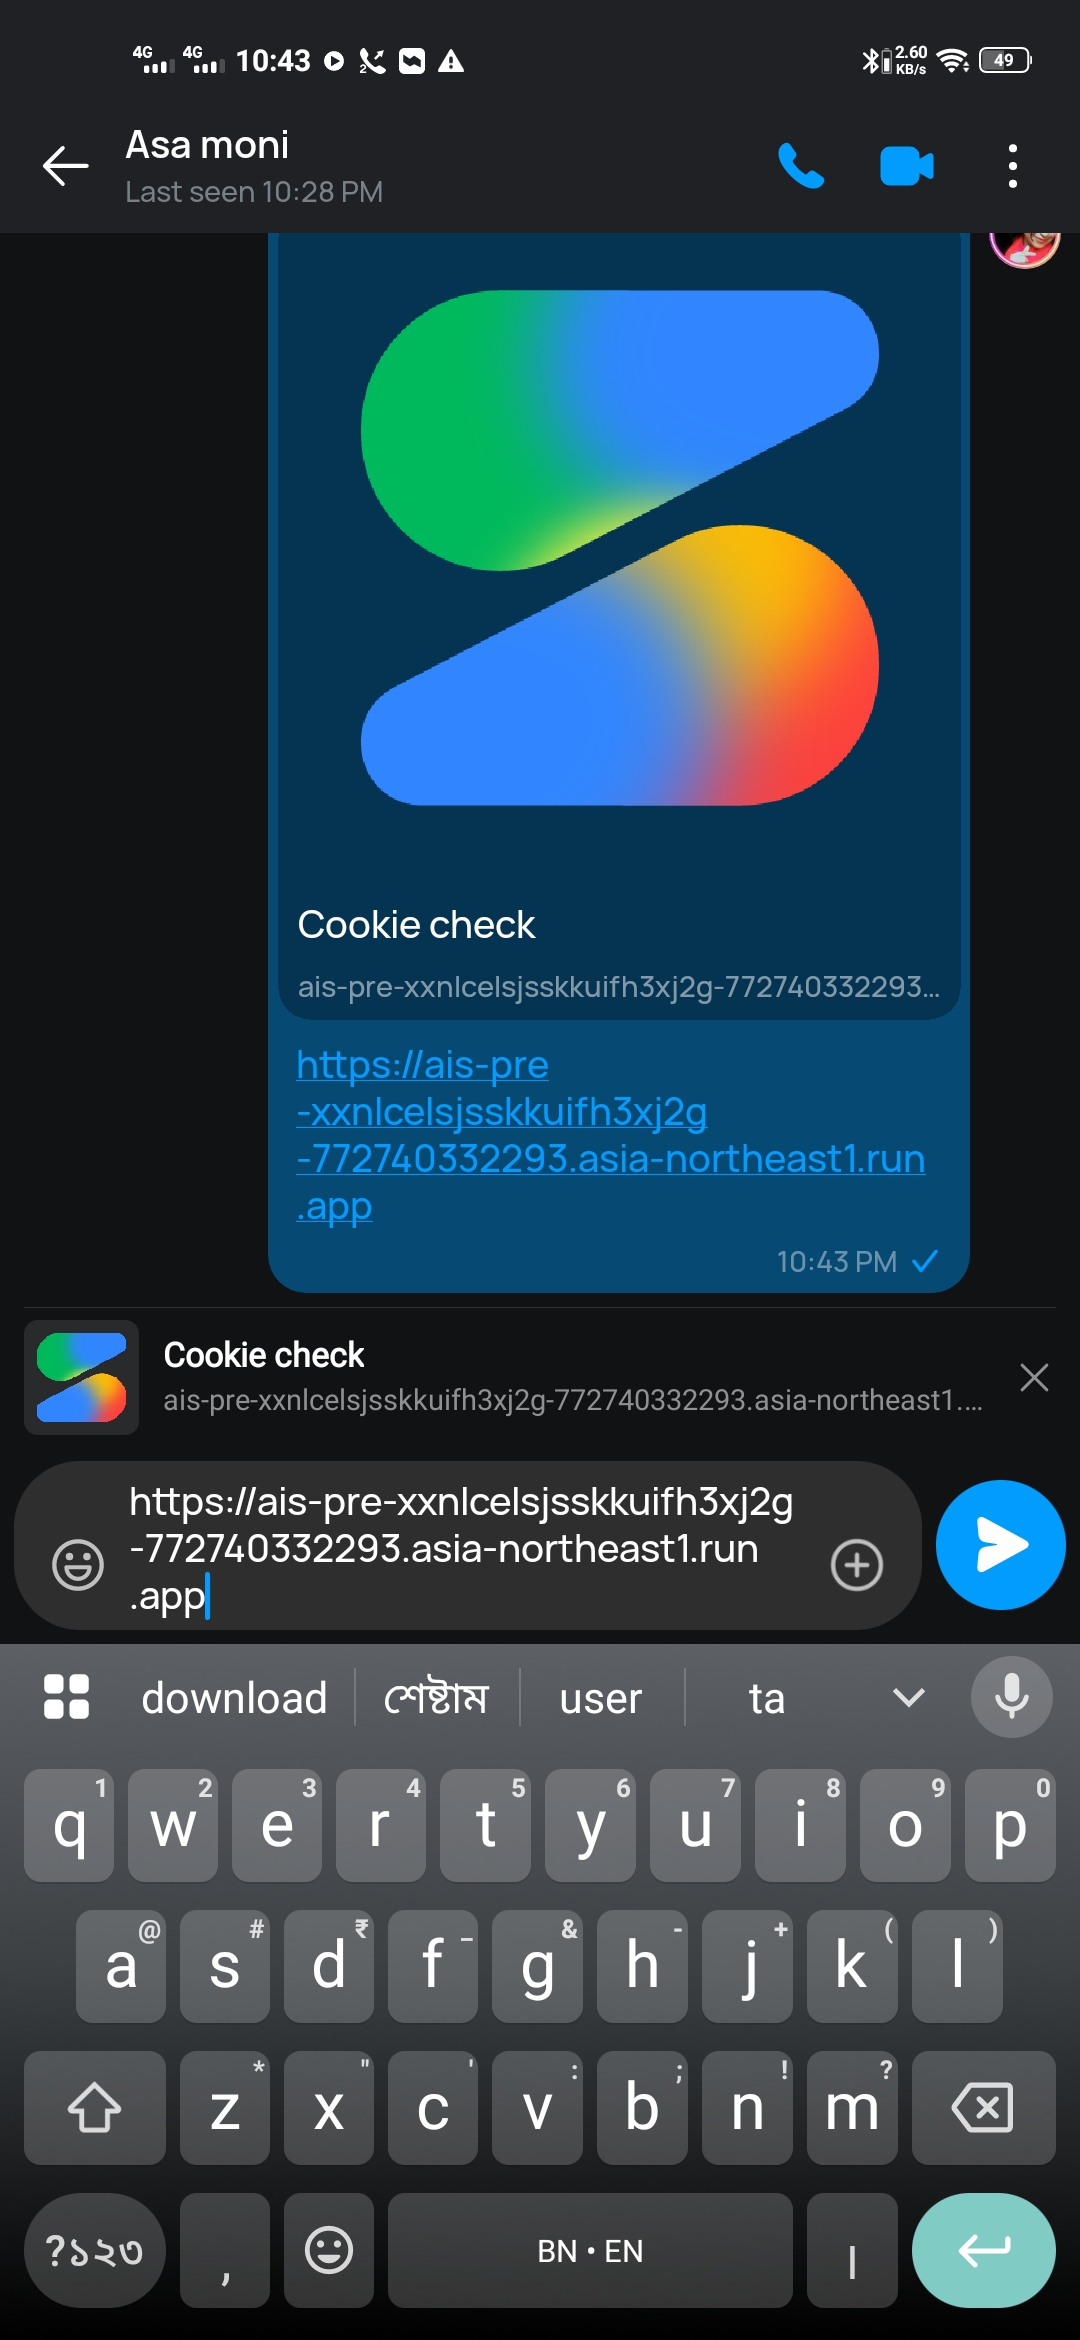 4G 4G 10:43 2 2.60 KB/s 49
Asa moni
Last seen 10:28 PM
Cookie check
ais-pre-xxnlcelsjsskkuifh3xj2g-772740332293...
https://ais-pre
-xxnlcelsjsskkuifh3xj2g
-772740332293.asia-northeast1.run
.app
10:43 PM
Cookie check
ais-pre-xxnlcelsjsskkuifh3xj2g-772740332293.asia-northeast1....
https://ais-pre-xxnlcelsjsskkuifh3xj2g
-772740332293.asia-northeast1.run
.app
download শেষ্টাম user ta
1 2 3 4 5 6 7 8 9 0
q w e r t y u i o p
@ # ₹ _ & - + ( )
a s d f g h j k l
* " ' : ; ! ?
z x c v b n m
?১২৩ , BN • EN ।